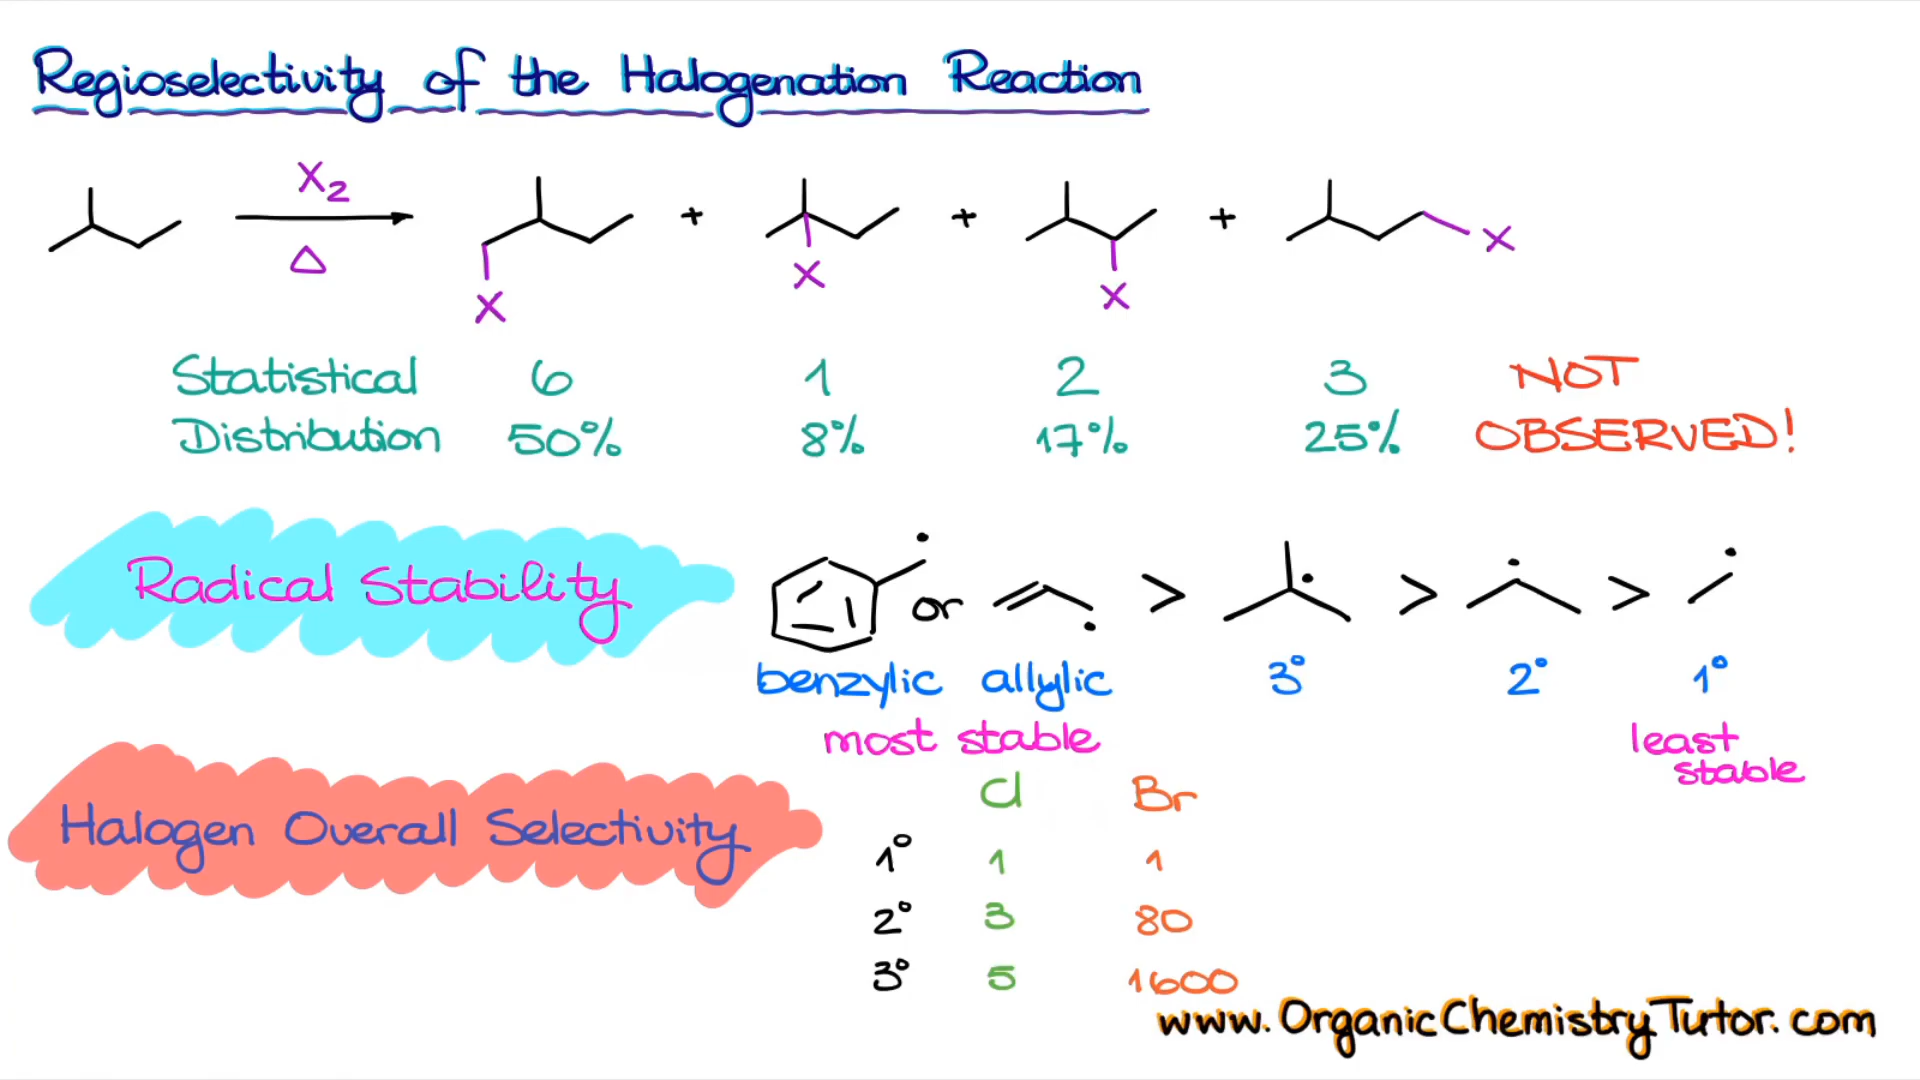 Regioselectivity of the Halogenation Reaction
X₂
Δ
+ + +
X X X X
Statistical 6 1 2 3 NOT
Distribution 50% 8% 17% 25% OBSERVED!
Radical Stability or > > >
benzylic allylic 3° 2° 1°
most stable least stable
Cl Br
Halogen Overall Selectivity
1° 1 1
2° 3 80
3° 5 1600
www.OrganicChemistryTutor.com